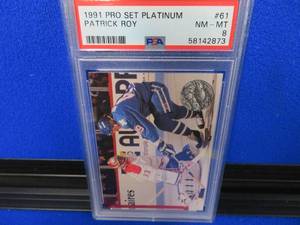 1991 PRO SET PLATINUM #61
PATRICK ROY NM - MT
PSA 8
58142873